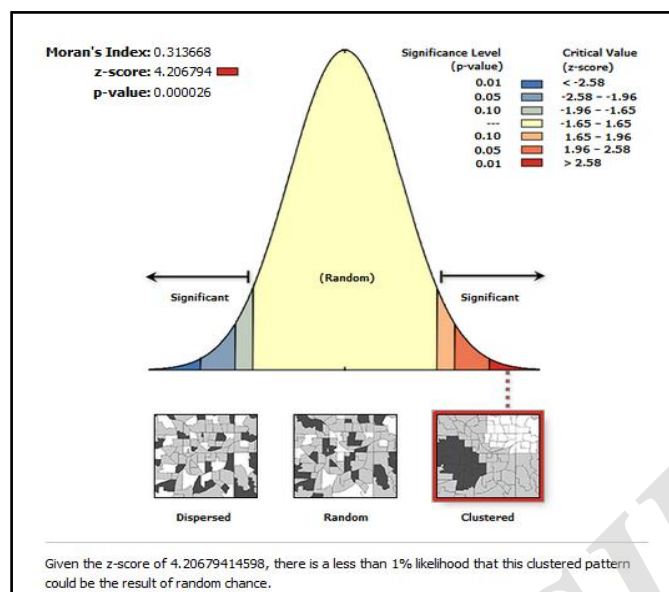 Moran's Index: 0.313668
z-score: 4.206794
p-value: 0.000026
Significance Level
(p-value)
Critical Value
(z-score)
0.01 < -2.58
0.05 -2.58 – -1.96
0.10 -1.96 – -1.65
--- -1.65 – 1.65
0.10 1.65 – 1.96
0.05 1.96 – 2.58
0.01 > 2.58
(Random)
Significant
Significant
Dispersed
Random
Clustered
Given the z-score of 4.20679414598, there is a less than 1% likelihood that this clustered pattern
could be the result of random chance.